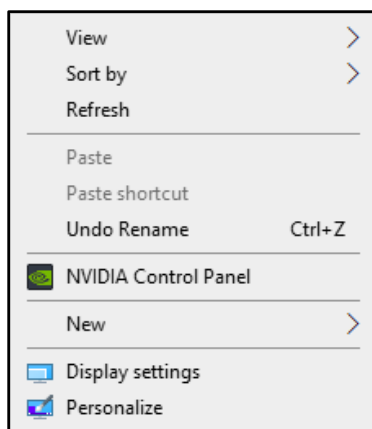 View
Sort by
Refresh
Paste
Paste shortcut
Undo Rename Ctrl+Z
NVIDIA Control Panel
New
Display settings
Personalize